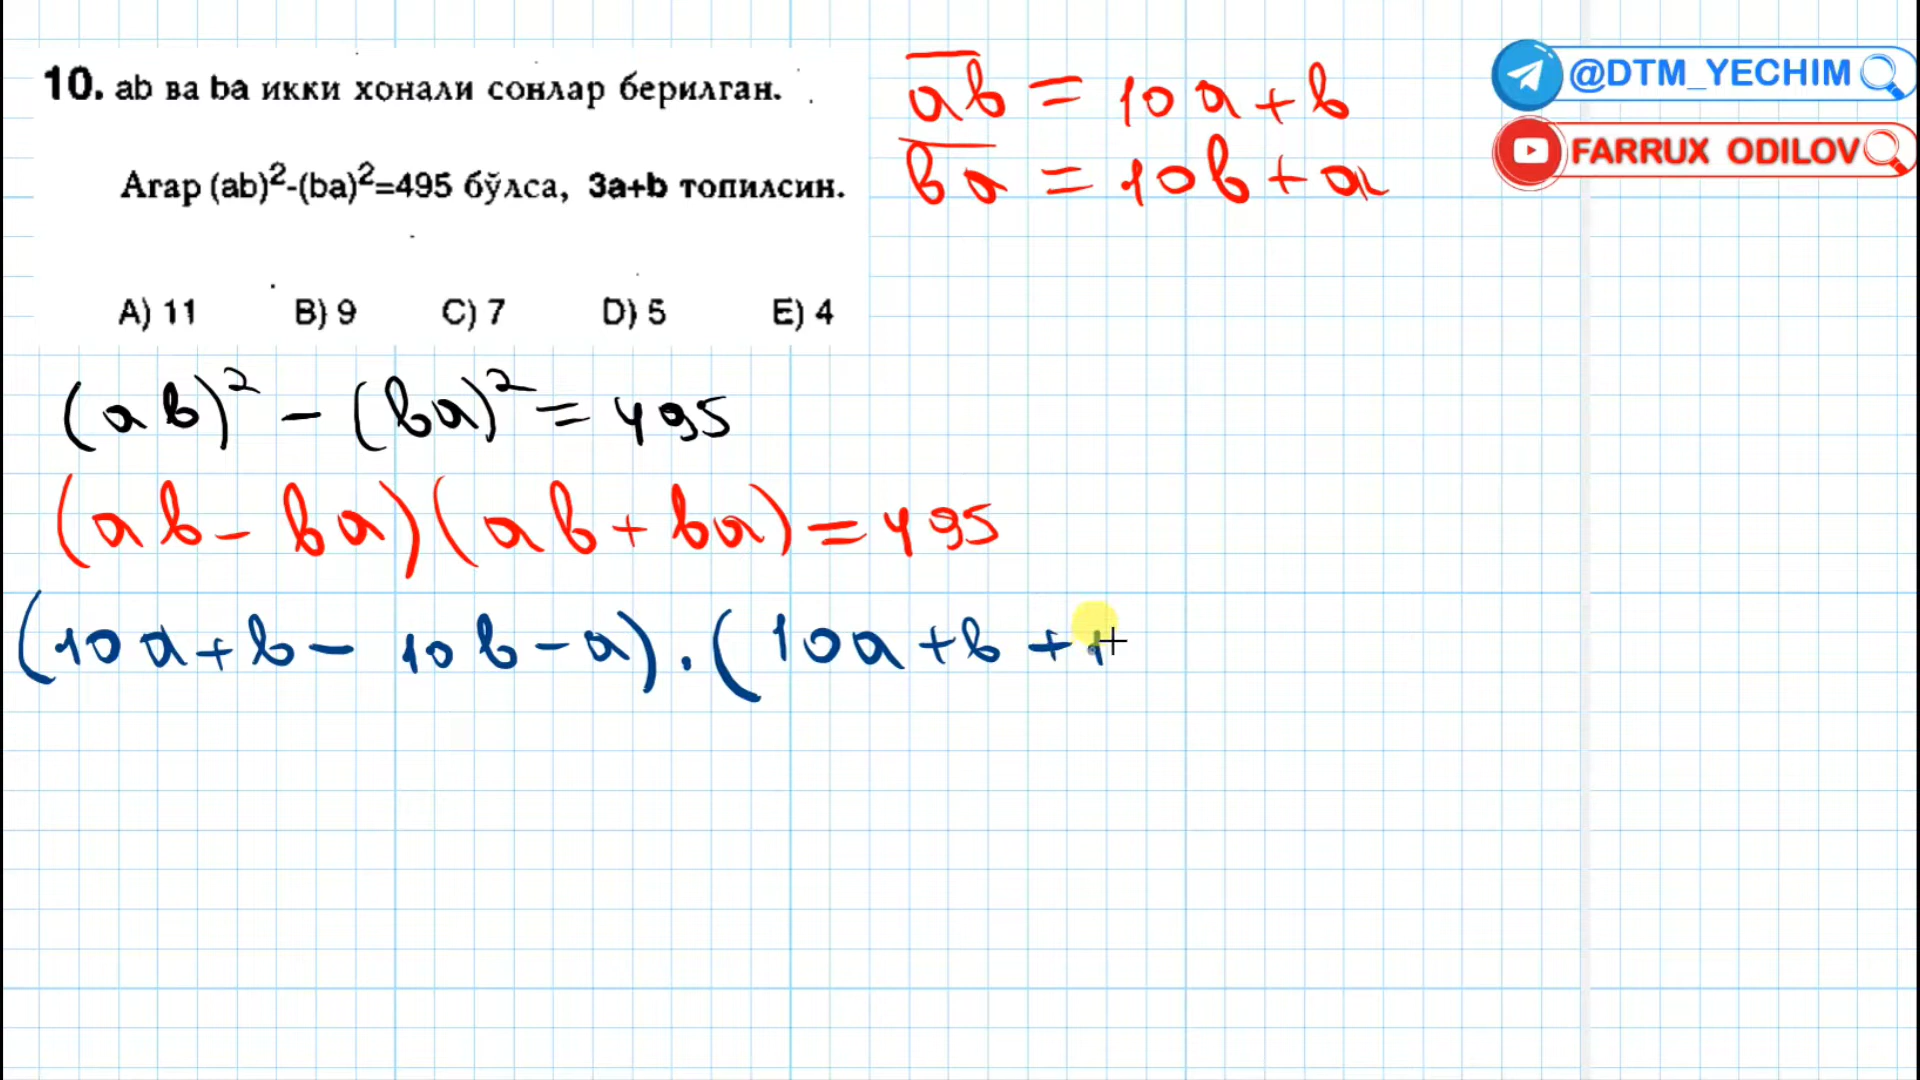 10. ab ва ba икки хонали сонлар берилган.
Агар (ab)²-(ba)²=495 бўлса, 3a+b топилсин.
A) 11 B) 9 C) 7 D) 5 E) 4
ab = 10a+b
ba = 10b+a
@DTM_YECHIM
FARRUX ODILOV
(ab)² - (ba)² = 495
(ab - ba)(ab + ba) = 495
(10a+b - 10b-a).(10a+b +1